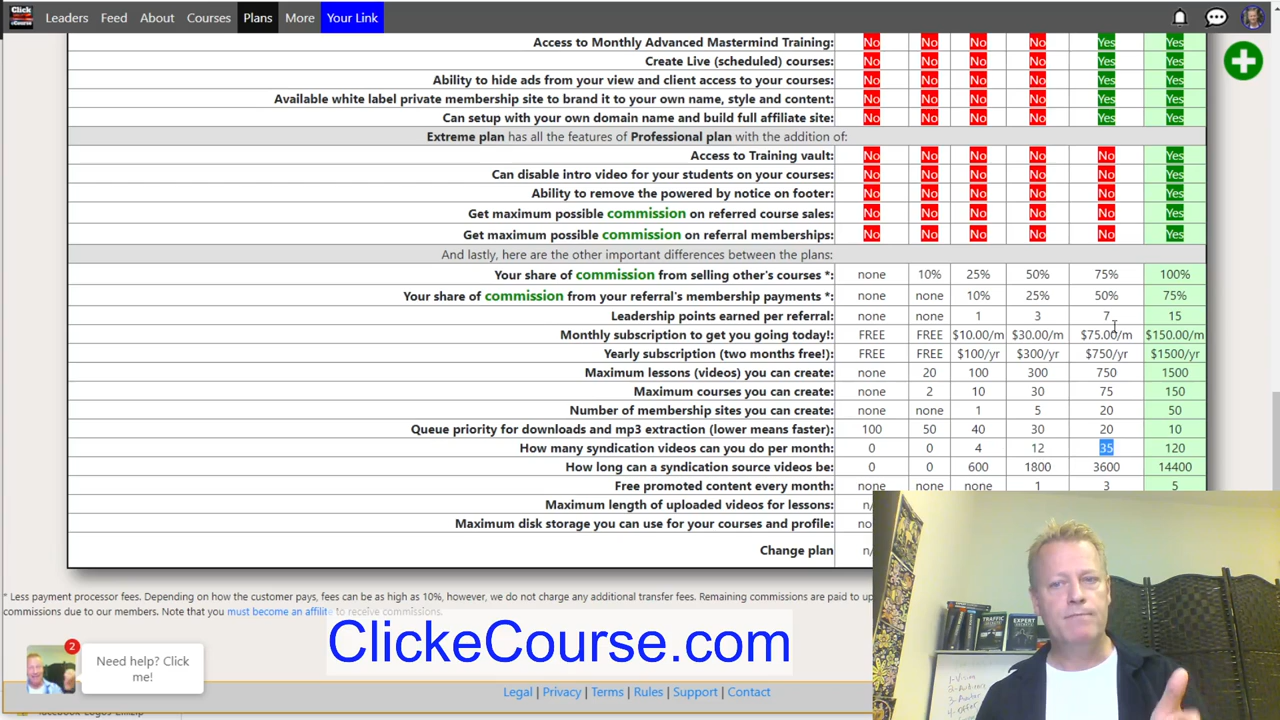 Click eCourse Leaders Feed About Courses Plans More Your Link
Access to Monthly Advanced Mastermind Training: No No No No Yes Yes
Create Live (scheduled) courses: No No No No Yes Yes
Ability to hide ads from your view and client access to your courses: No No No No Yes Yes
Available white label private membership site to brand it to your own name, style and content: No No No No Yes Yes
Can setup with your own domain name and build full affiliate site: No No No No Yes Yes
Extreme plan has all the features of Professional plan with the addition of:
Access to Training vault: No No No No No Yes
Can disable intro video for your students on your courses: No No No No No Yes
Ability to remove the powered by notice on footer: No No No No No Yes
Get maximum possible commission on referred course sales: No No No No No Yes
Get maximum possible commission on referral memberships: No No No No No Yes
And lastly, here are the other important differences between the plans:
Your share of commission from selling other's courses *: none 10% 25% 50% 75% 100%
Your share of commission from your referral's membership payments *: none none 10% 25% 50% 75%
Leadership points earned per referral: none none 1 3 7 15
Monthly subscription to get you going today!: FREE FREE $10.00/m $30.00/m $75.00/m $150.00/m
Yearly subscription (two months free!): FREE FREE $100/yr $300/yr $750/yr $1500/yr
Maximum lessons (videos) you can create: none 20 100 300 750 1500
Maximum courses you can create: none 2 10 30 75 150
Number of membership sites you can create: none none 1 5 20 50
Queue priority for downloads and mp3 extraction (lower means faster): 100 50 40 30 20 10
How many syndication videos can you do per month: 0 0 4 12 35 120
How long can a syndication source videos be: 0 0 600 1800 3600 14400
Free promoted content every month: none none none 1 3 5
Maximum length of uploaded videos for lessons: n/
Maximum disk storage you can use for your courses and profile: no
Change plan n/
* Less payment processor fees. Depending on how the customer pays, fees can be as high as 10%, however, we do not charge any additional transfer fees. Remaining commissions are paid to up
commissions due to our members. Note that you must become an affilite to receive commissions.
ClickeCourse.com
2
Need help? Click
me!
Legal | Privacy | Terms | Rules | Support | Contact
TRAFFIC SECRETS
EXPERT SECRETS
1-Vision